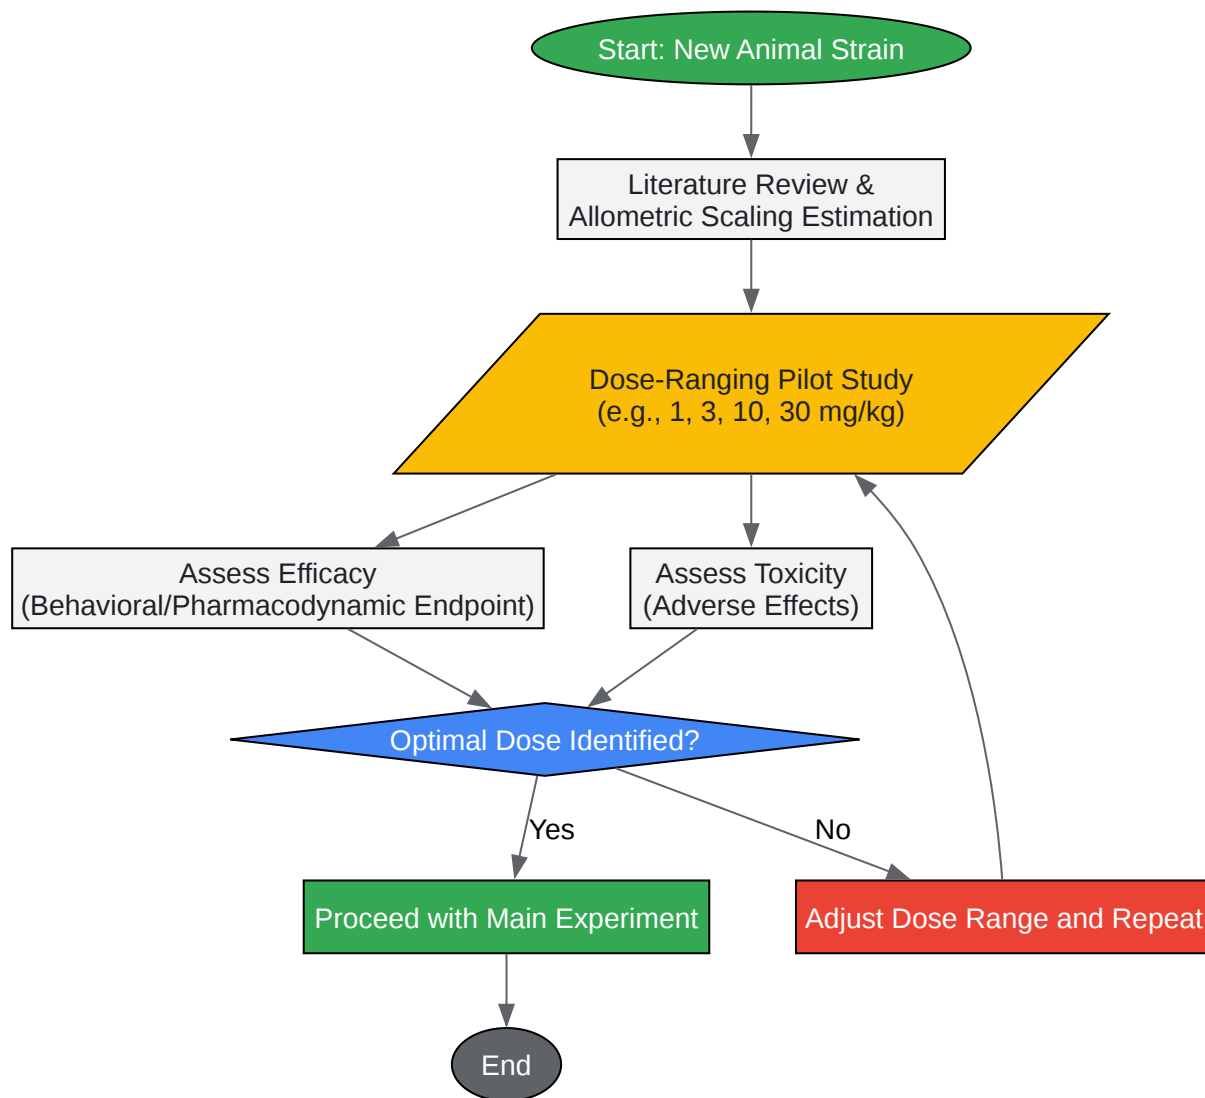 Start: New Animal Strain
Literature Review &
Allometric Scaling Estimation
Dose-Ranging Pilot Study
(e.g., 1, 3, 10, 30 mg/kg)
Assess Efficacy
(Behavioral/Pharmacodynamic Endpoint)
Assess Toxicity
(Adverse Effects)
Optimal Dose Identified?
Yes
No
Proceed with Main Experiment
Adjust Dose Range and Repeat
End